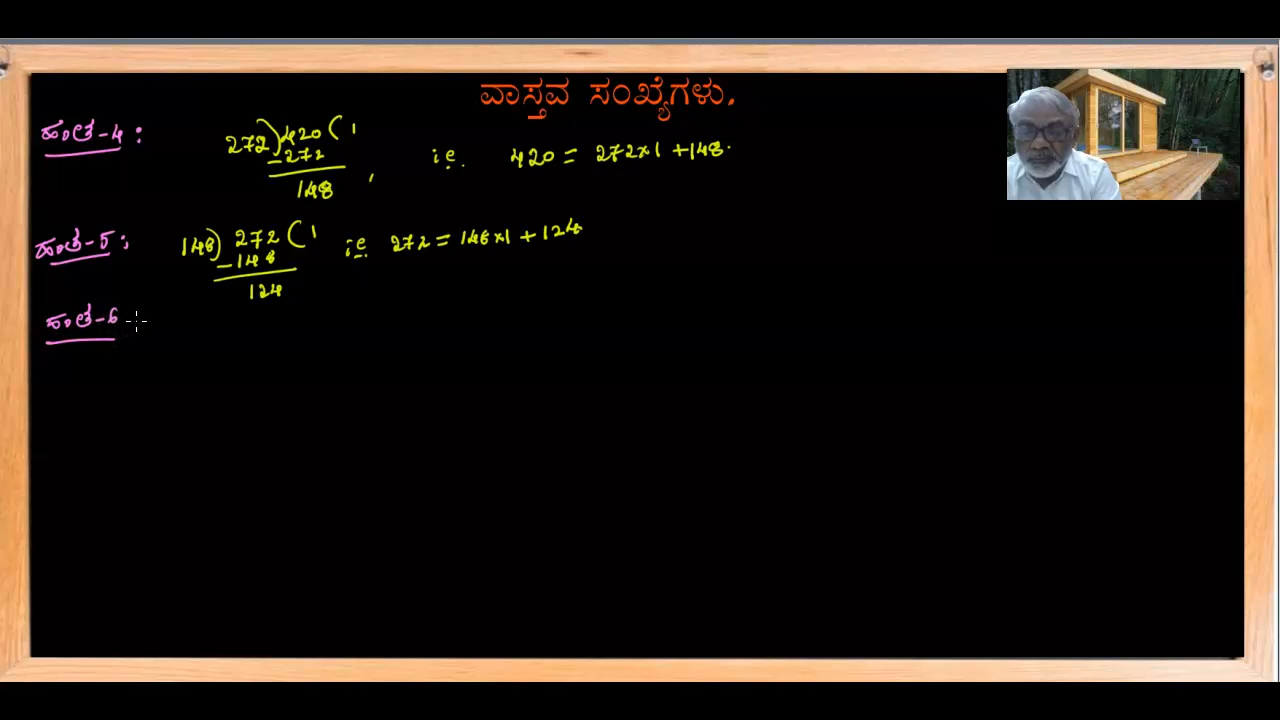 ವಾಸ್ತವ ಸಂಖ್ಯೆಗಳು.
ಹಂತ-4 : 272)420(1 i.e. 420 = 272×1 + 148.
-272
148 ,
ಹಂತ-5 : 148)272(1 i.e. 272 = 148×1 + 124
-148
124
ಹಂತ-6